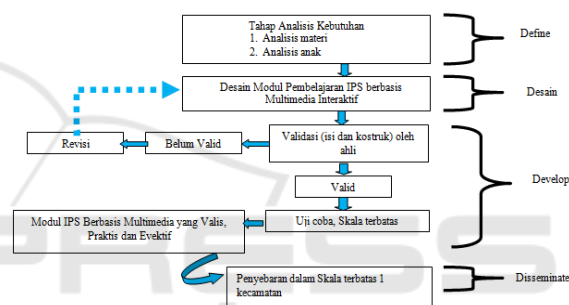 Tahap Analisis Kebutuhan
1. Analisis materi
2. Analisis anak
Define
Desain Modul Pembelajaran IPS berbasis
Multimedia Interaktif
Desain
Validasi (isi dan kostruk) oleh
ahli
Belum Valid
Revisi
Develop
Valid
Uji coba, Skala terbatas
Modul IPS Berbasis Multimedia yang Valis,
Praktis dan Evektif
Penyebaran dalam Skala terbatas 1
kecamatan
Disseminate
PRESS